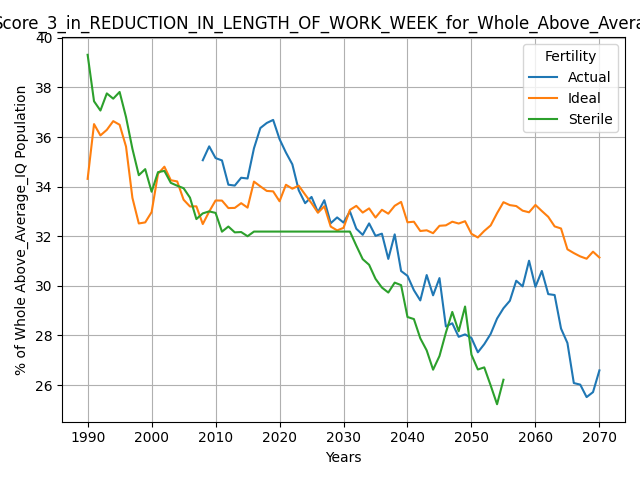 Score_3_in_REDUCTION_IN_LENGTH_OF_WORK_WEEK_for_Whole_Above_Avera
Fertility
Actual
Ideal
Sterile
% of Whole Above_Average_IQ Population
40
38
36
34
32
30
28
26
1990 2000 2010 2020 2030 2040 2050 2060 2070
Years